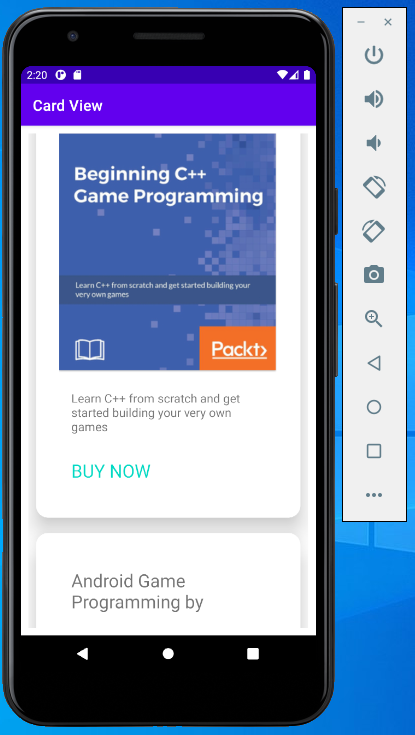 2:20
Card View
Beginning C++
Game Programming
Learn C++ from scratch and get started building your
very own games
Packt>
Learn C++ from scratch and get
started building your very own
games
BUY NOW
Android Game
Programming by